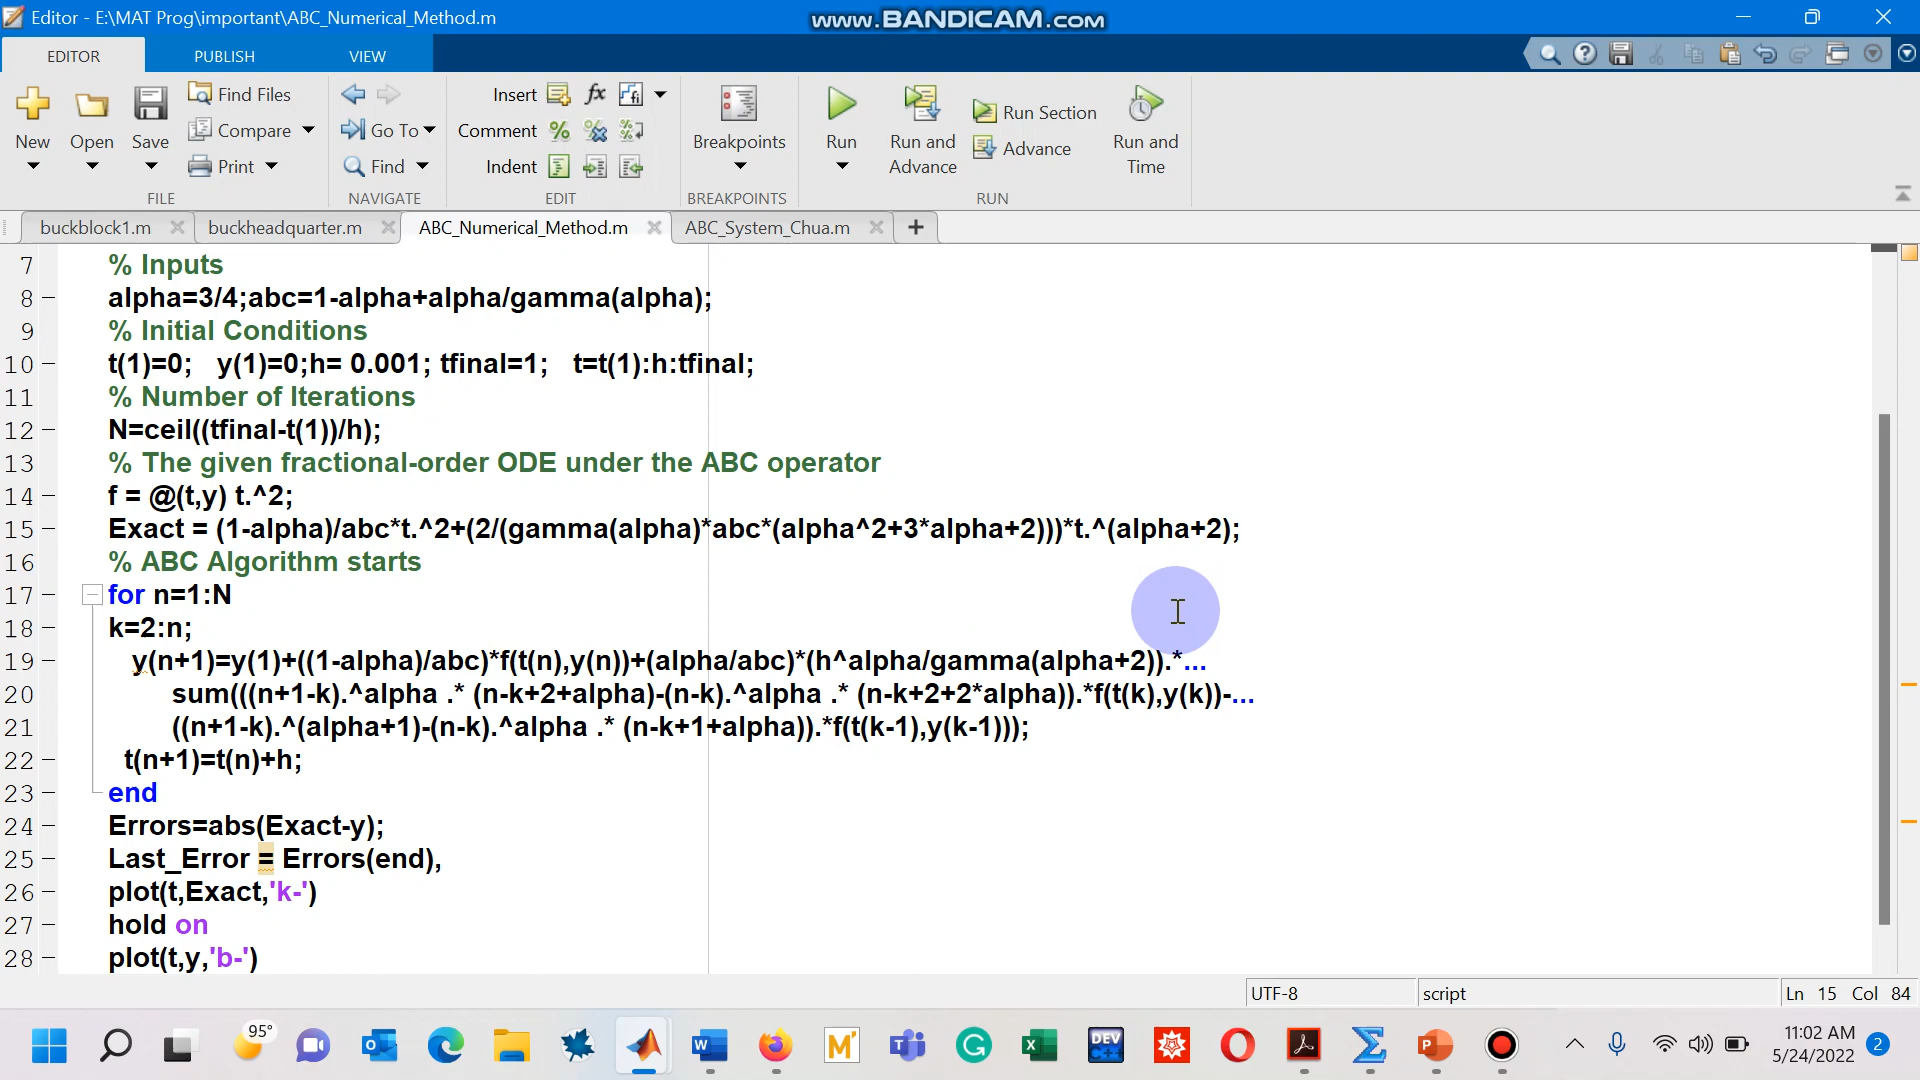 Editor - E:\MAT Prog\important\ABC_Numerical_Method.m
www.BANDICAM.com
EDITOR PUBLISH VIEW
New
Open
Save
Find Files
Compare
Print
FILE
Go To
Find
NAVIGATE
Insert
Comment
Indent
EDIT
Breakpoints
BREAKPOINTS
Run
Run and
Advance
Run Section
Advance
Run and
Time
RUN
buckblock1.m buckheadquarter.m ABC_Numerical_Method.m ABC_System_Chua.m
7 % Inputs
8 – alpha=3/4;abc=1-alpha+alpha/gamma(alpha);
9 % Initial Conditions
10 – t(1)=0; y(1)=0;h= 0.001; tfinal=1; t=t(1):h:tfinal;
11 % Number of Iterations
12 – N=ceil((tfinal-t(1))/h);
13 % The given fractional-order ODE under the ABC operator
14 – f = @(t,y) t.^2;
15 – Exact = (1-alpha)/abc*t.^2+(2/(gamma(alpha)*abc*(alpha^2+3*alpha+2)))*t.^(alpha+2);
16 % ABC Algorithm starts
17 – for n=1:N
18 – k=2:n;
19 – y(n+1)=y(1)+((1-alpha)/abc)*f(t(n),y(n))+(alpha/abc)*(h^alpha/gamma(alpha+2)).*...
20 sum(((n+1-k).^alpha .* (n-k+2+alpha)-(n-k).^alpha .* (n-k+2+2*alpha)).*f(t(k),y(k))-...
21 ((n+1-k).^(alpha+1)-(n-k).^alpha .* (n-k+1+alpha)).*f(t(k-1),y(k-1)));
22 – t(n+1)=t(n)+h;
23 – end
24 – Errors=abs(Exact-y);
25 – Last_Error = Errors(end),
26 – plot(t,Exact,'k-')
27 – hold on
28 – plot(t,y,'b-')
UTF-8 script Ln 15 Col 84
95°
DEV
C++
11:02 AM
5/24/2022
2